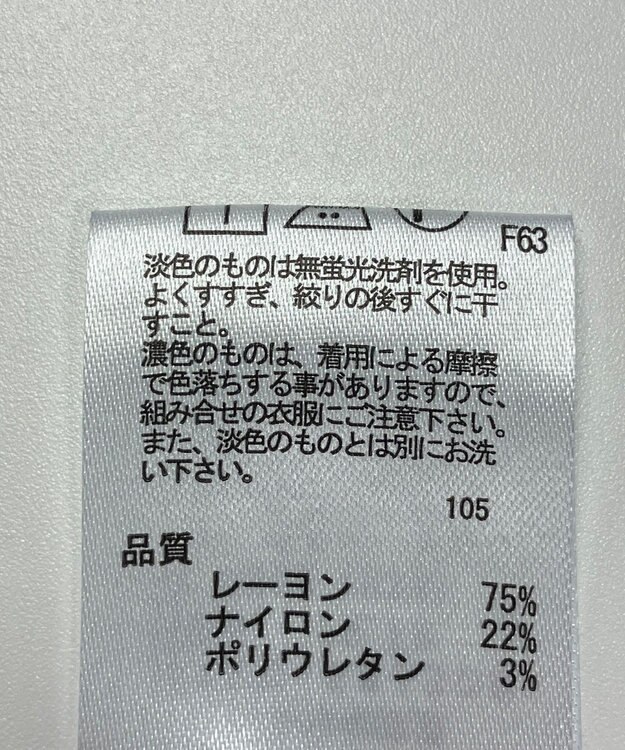 F63
淡色のものは無蛍光洗剤を使用。
よくすすぎ、絞りの後すぐに干
すこと。
濃色のものは、着用による摩擦
で色落ちする事がありますので、
組み合せの衣服にご注意下さい。
また、淡色のものとは別にお洗
い下さい。
105
品質
レーヨン 75%
ナイロン 22%
ポリウレタン 3%